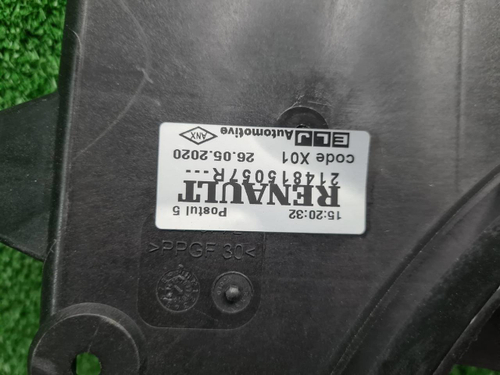 15:20:32 Postul 5
RENAULT
214815057R---
code X01 26.05.2020
ELJ Automotive ANX
>PPGF 30<